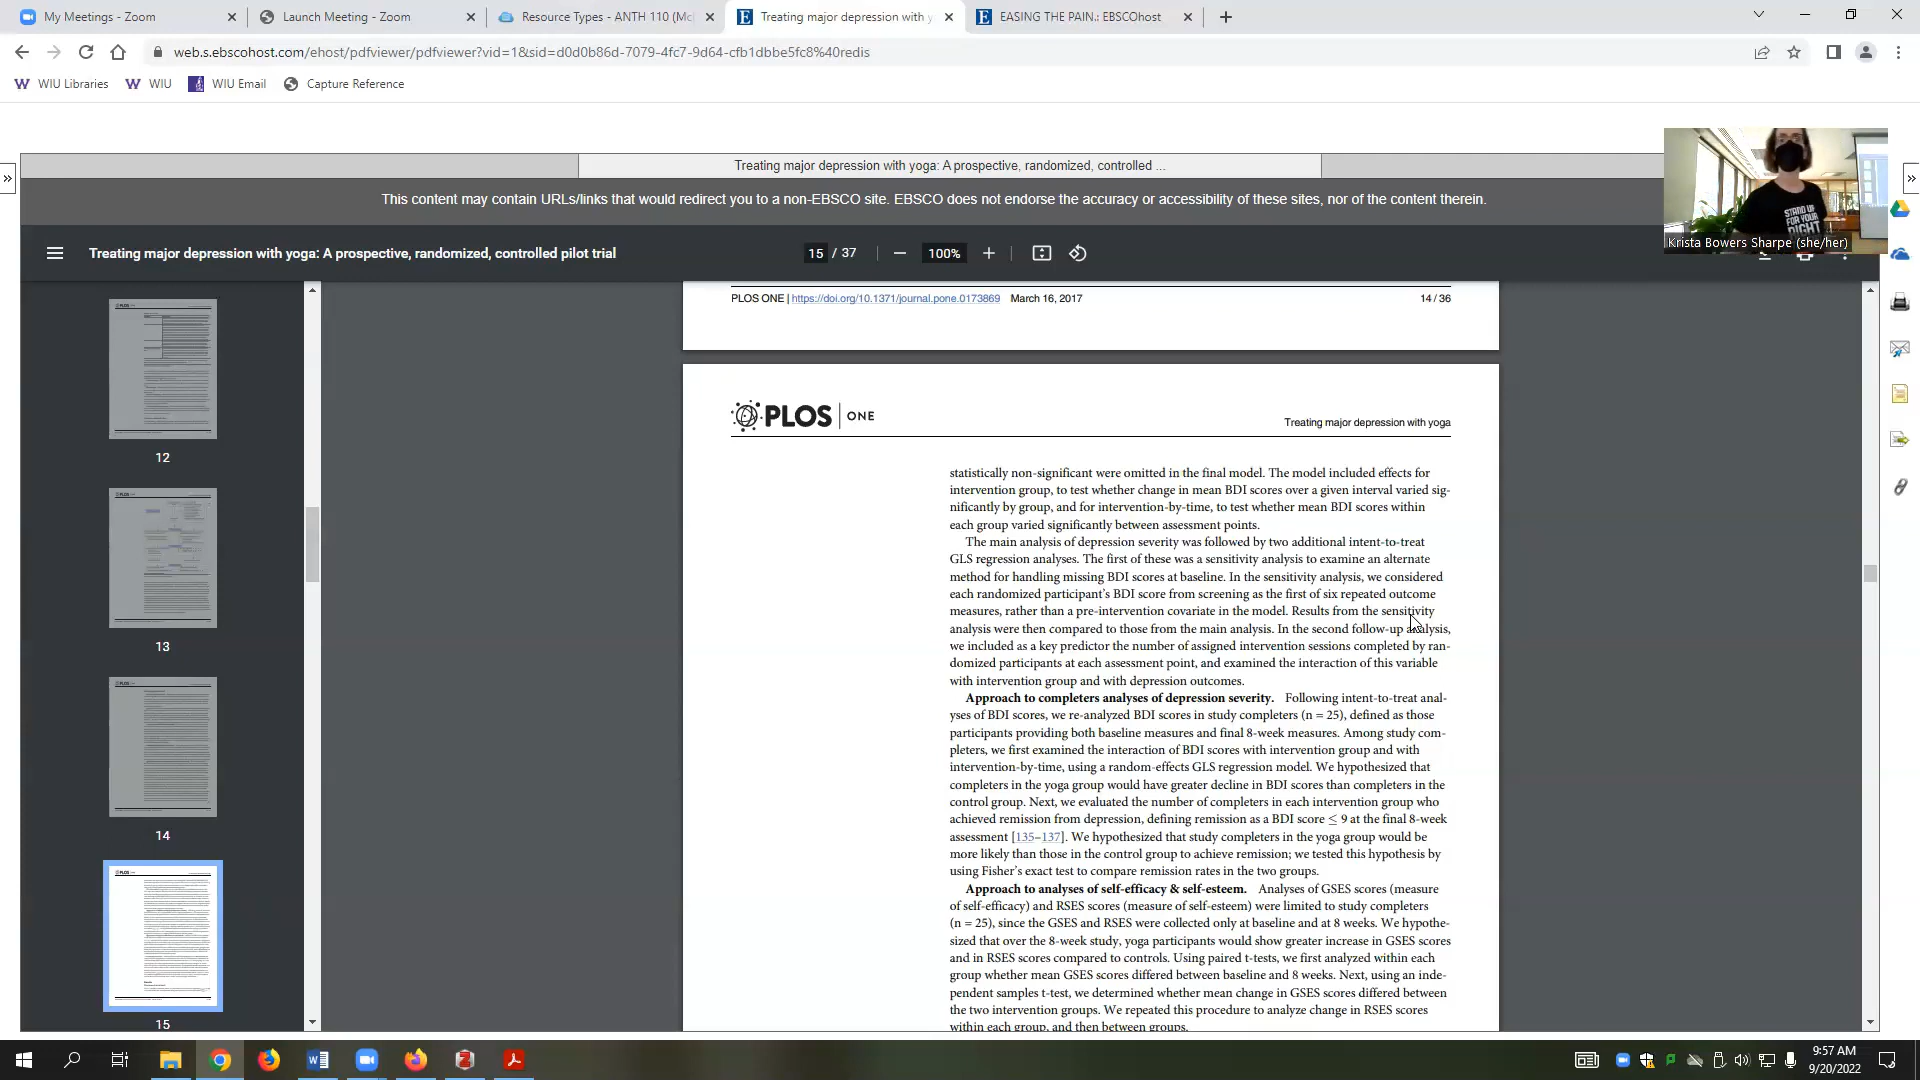 My Meetings - Zoom
Launch Meeting - Zoom
Resource Types - ANTH 110 (Mc
Treating major depression with y
EASING THE PAIN.: EBSCOhost
web.s.ebscohost.com/ehost/pdfviewer/pdfviewer?vid=1&sid=d0d0b86d-7079-4fc7-9d64-cfb1dbbe5fc8%40redis
WIU Libraries
WIU
WIU Email
Capture Reference
Treating major depression with yoga: A prospective, randomized, controlled ...
This content may contain URLs/links that would redirect you to a non-EBSCO site. EBSCO does not endorse the accuracy or accessibility of these sites, nor of the content therein.
STAND UP
FOR YOUR
RIGHT
Krista Bowers Sharpe (she/her)
Treating major depression with yoga: A prospective, randomized, controlled pilot trial
15 / 37
100%
12
13
14
15
PLOS ONE | https://doi.org/10.1371/journal.pone.0173869 March 16, 2017
14 / 36
PLOS ONE
Treating major depression with yoga
statistically non-significant were omitted in the final model. The model included effects for
intervention group, to test whether change in mean BDI scores over a given interval varied sig-
nificantly by group, and for intervention-by-time, to test whether mean BDI scores within
each group varied significantly between assessment points.
The main analysis of depression severity was followed by two additional intent-to-treat
GLS regression analyses. The first of these was a sensitivity analysis to examine an alternate
method for handling missing BDI scores at baseline. In the sensitivity analysis, we considered
each randomized participant's BDI score from screening as the first of six repeated outcome
measures, rather than a pre-intervention covariate in the model. Results from the sensitivity
analysis were then compared to those from the main analysis. In the second follow-up analysis,
we included as a key predictor the number of assigned intervention sessions completed by ran-
domized participants at each assessment point, and examined the interaction of this variable
with intervention group and with depression outcomes.
Approach to completers analyses of depression severity. Following intent-to-treat anal-
yses of BDI scores, we re-analyzed BDI scores in study completers (n = 25), defined as those
participants providing both baseline measures and final 8-week measures. Among study com-
pleters, we first examined the interaction of BDI scores with intervention group and with
intervention-by-time, using a random-effects GLS regression model. We hypothesized that
completers in the yoga group would have greater decline in BDI scores than completers in the
control group. Next, we evaluated the number of completers in each intervention group who
achieved remission from depression, defining remission as a BDI score ≤ 9 at the final 8-week
assessment [135–137]. We hypothesized that study completers in the yoga group would be
more likely than those in the control group to achieve remission; we tested this hypothesis by
using Fisher's exact test to compare remission rates in the two groups.
Approach to analyses of self-efficacy & self-esteem. Analyses of GSES scores (measure
of self-efficacy) and RSES scores (measure of self-esteem) were limited to study completers
(n = 25), since the GSES and RSES were collected only at baseline and at 8 weeks. We hypothe-
sized that over the 8-week study, yoga participants would show greater increase in GSES scores
and in RSES scores compared to controls. Using paired t-tests, we first analyzed within each
group whether mean GSES scores differed between baseline and 8 weeks. Next, using an inde-
pendent samples t-test, we determined whether mean change in GSES scores differed between
the two intervention groups. We repeated this procedure to analyze change in RSES scores
within each group, and then between groups.
9:57 AM
9/20/2022